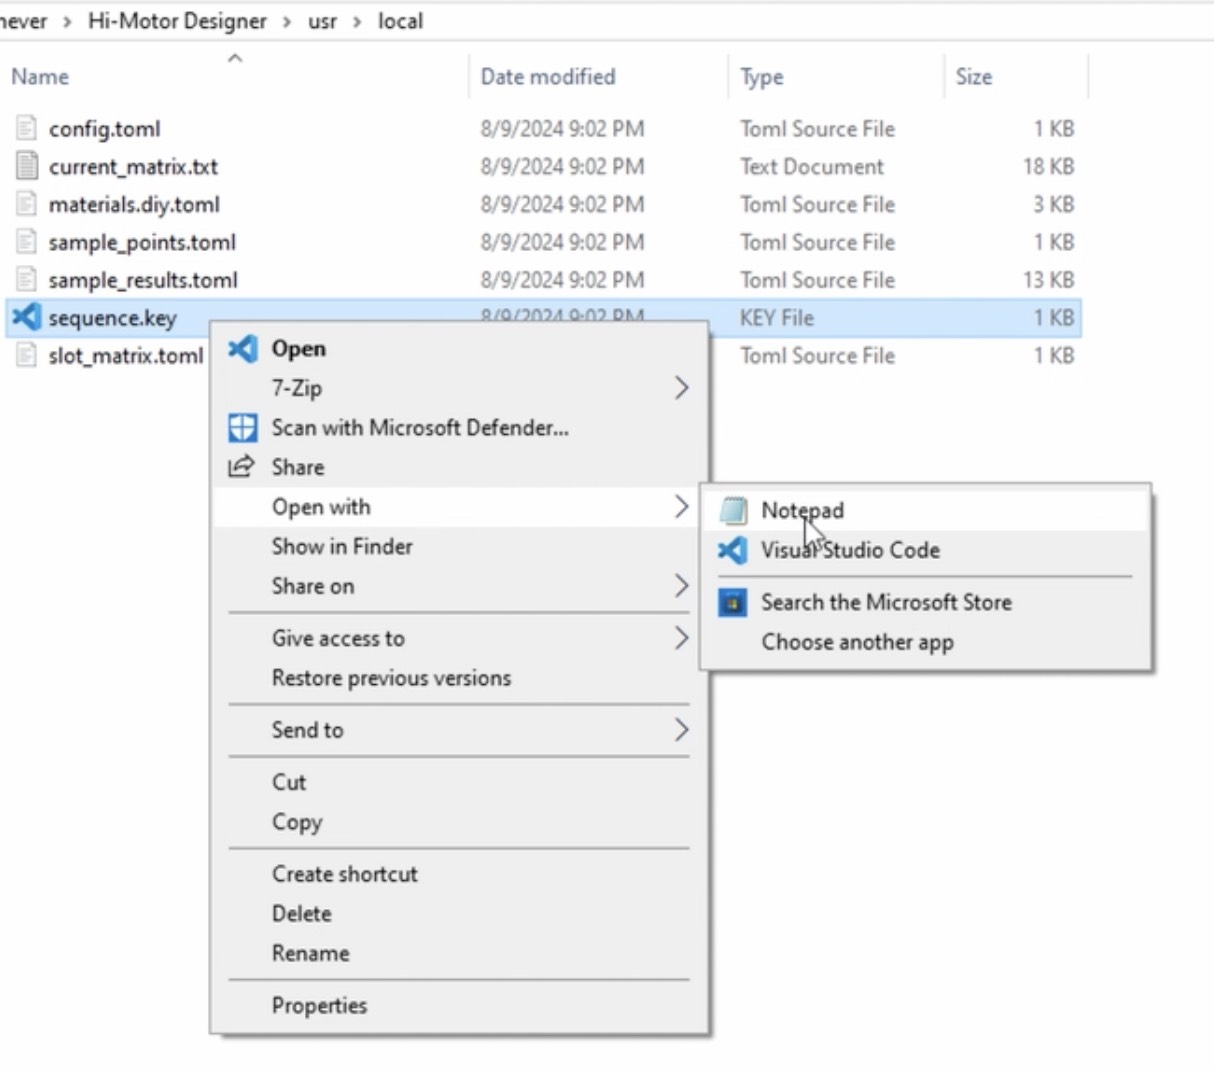 Hi-Motor Designer > usr > local
Name Date modified Type Size
config.toml 8/9/2024 9:02 PM Toml Source File 1 KB
current_matrix.txt 8/9/2024 9:02 PM Text Document 18 KB
materials.diy.toml 8/9/2024 9:02 PM Toml Source File 3 KB
sample_points.toml 8/9/2024 9:02 PM Toml Source File 1 KB
sample_results.toml 8/9/2024 9:02 PM Toml Source File 13 KB
sequence.key 8/9/2024 9:02 PM KEY File 1 KB
slot_matrix.toml Toml Source File 1 KB
Open
7-Zip
Scan with Microsoft Defender...
Share
Open with
Show in Finder
Share on
Give access to
Restore previous versions
Send to
Cut
Copy
Create shortcut
Delete
Rename
Properties
Notepad
Visual Studio Code
Search the Microsoft Store
Choose another app